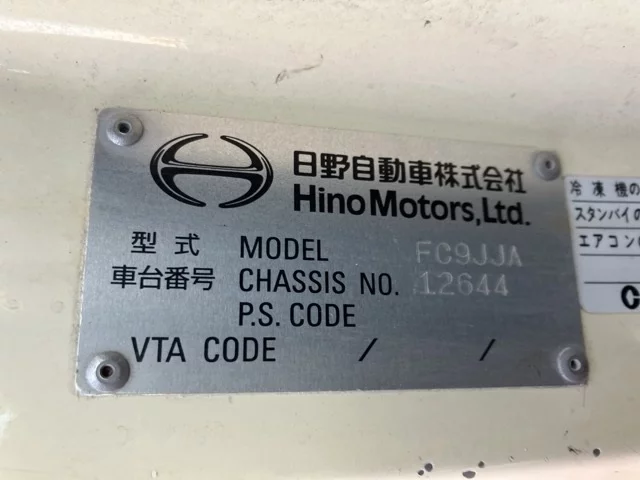 日野自動車株式会社
Hino Motors, Ltd.
型式 MODEL FC9JJA
車台番号 CHASSIS NO. 12644
P.S. CODE
VTA CODE / /
冷凍機の
スタンバイの
エアコン
C